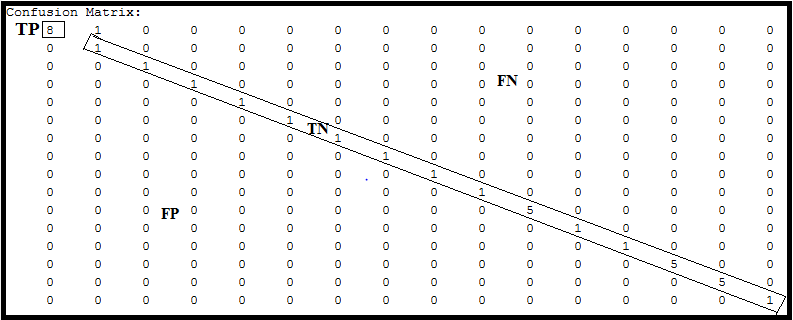 Confusion Matrix:
TP 8 1 0 0 0 0 0 0 0 0 0 0 0 0 0 0
0 1 0 0 0 0 0 0 0 0 0 0 0 0 0 0
0 0 1 0 0 0 0 0 0 0 0 0 0 0 0 0
0 0 0 1 0 0 0 0 0 0 FN 0 0 0 0 0 0
0 0 0 0 1 0 0 0 0 0 0 0 0 0 0 0
0 0 0 0 0 1 0 0 0 0 0 0 0 0 0 0
TN
0 0 0 0 0 0 1 0 0 0 0 0 0 0 0 0
0 0 0 0 0 0 0 1 0 0 0 0 0 0 0 0
0 0 0 0 0 0 0 0 1 0 0 0 0 0 0 0
0 0 0 0 0 0 0 0 0 1 0 0 0 0 0 0
0 0 0 FP 0 0 0 0 0 0 0 5 0 0 0 0 0
0 0 0 0 0 0 0 0 0 0 0 1 0 0 0 0
0 0 0 0 0 0 0 0 0 0 0 0 1 0 0 0
0 0 0 0 0 0 0 0 0 0 0 0 0 5 0 0
0 0 0 0 0 0 0 0 0 0 0 0 0 0 5 0
0 0 0 0 0 0 0 0 0 0 0 0 0 0 0 1